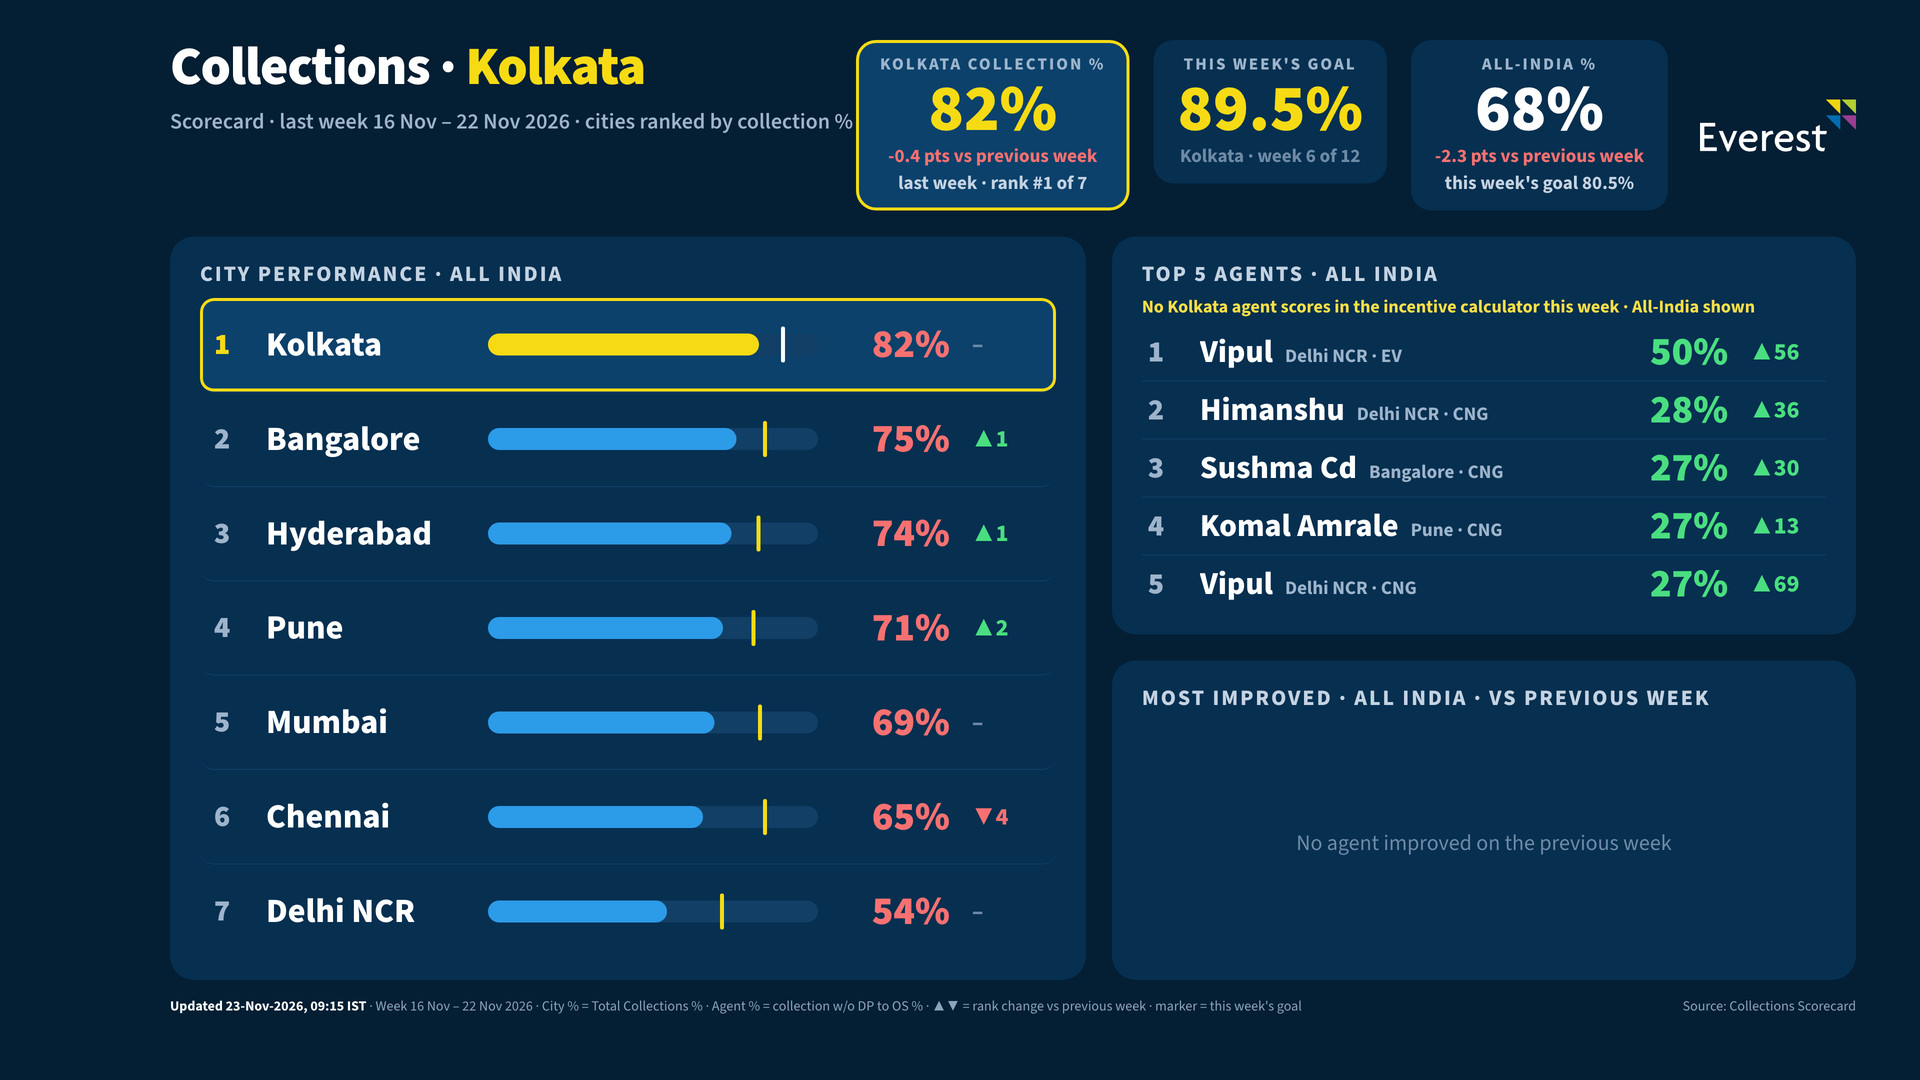 Collections · Kolkata
Scorecard · last week 16 Nov – 22 Nov 2026 · cities ranked by collection %
KOLKATA COLLECTION %
82%
-0.4 pts vs previous week
last week · rank #1 of 7
THIS WEEK'S GOAL
89.5%
Kolkata · week 6 of 12
ALL-INDIA %
68%
-2.3 pts vs previous week
this week's goal 80.5%
Everest
CITY PERFORMANCE · ALL INDIA
1 Kolkata 82% –
2 Bangalore 75% ▲1
3 Hyderabad 74% ▲1
4 Pune 71% ▲2
5 Mumbai 69% –
6 Chennai 65% ▼4
7 Delhi NCR 54% –
TOP 5 AGENTS · ALL INDIA
No Kolkata agent scores in the incentive calculator this week · All-India shown
1 Vipul Delhi NCR · EV 50% ▲56
2 Himanshu Delhi NCR · CNG 28% ▲36
3 Sushma Cd Bangalore · CNG 27% ▲30
4 Komal Amrale Pune · CNG 27% ▲13
5 Vipul Delhi NCR · CNG 27% ▲69
MOST IMPROVED · ALL INDIA · VS PREVIOUS WEEK
No agent improved on the previous week
Updated 23-Nov-2026, 09:15 IST · Week 16 Nov – 22 Nov 2026 · City % = Total Collections % · Agent % = collection w/o DP to OS % · ▲▼ = rank change vs previous week · marker = this week's goal
Source: Collections Scorecard